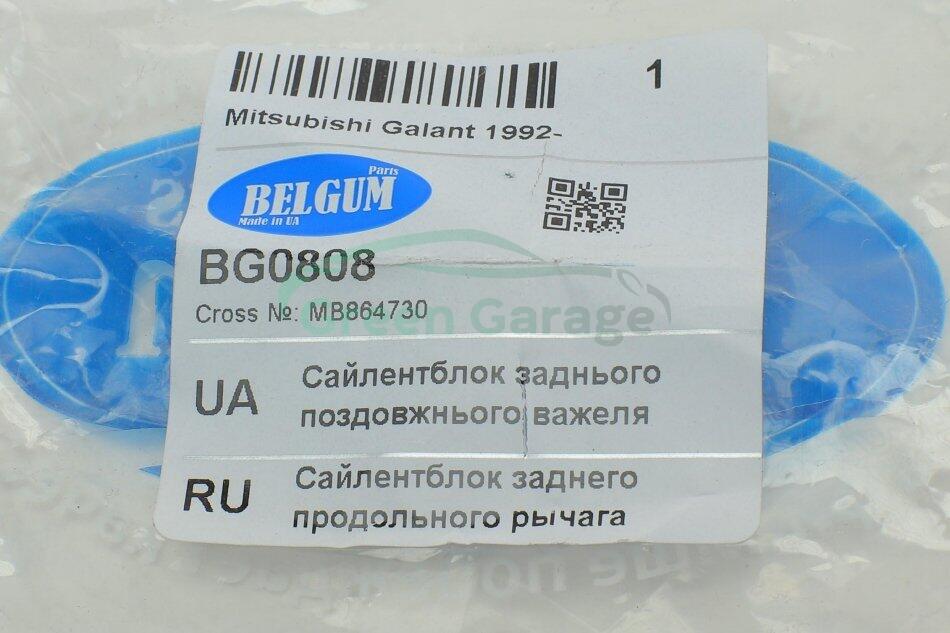 1
Mitsubishi Galant 1992-
Parts
BELGUM
Made in UA
BG0808
Cross №: MB864730
Green Garage
UA
Сайлентблок заднього
поздовжнього важеля
RU
Сайлентблок заднего
продольного рычага